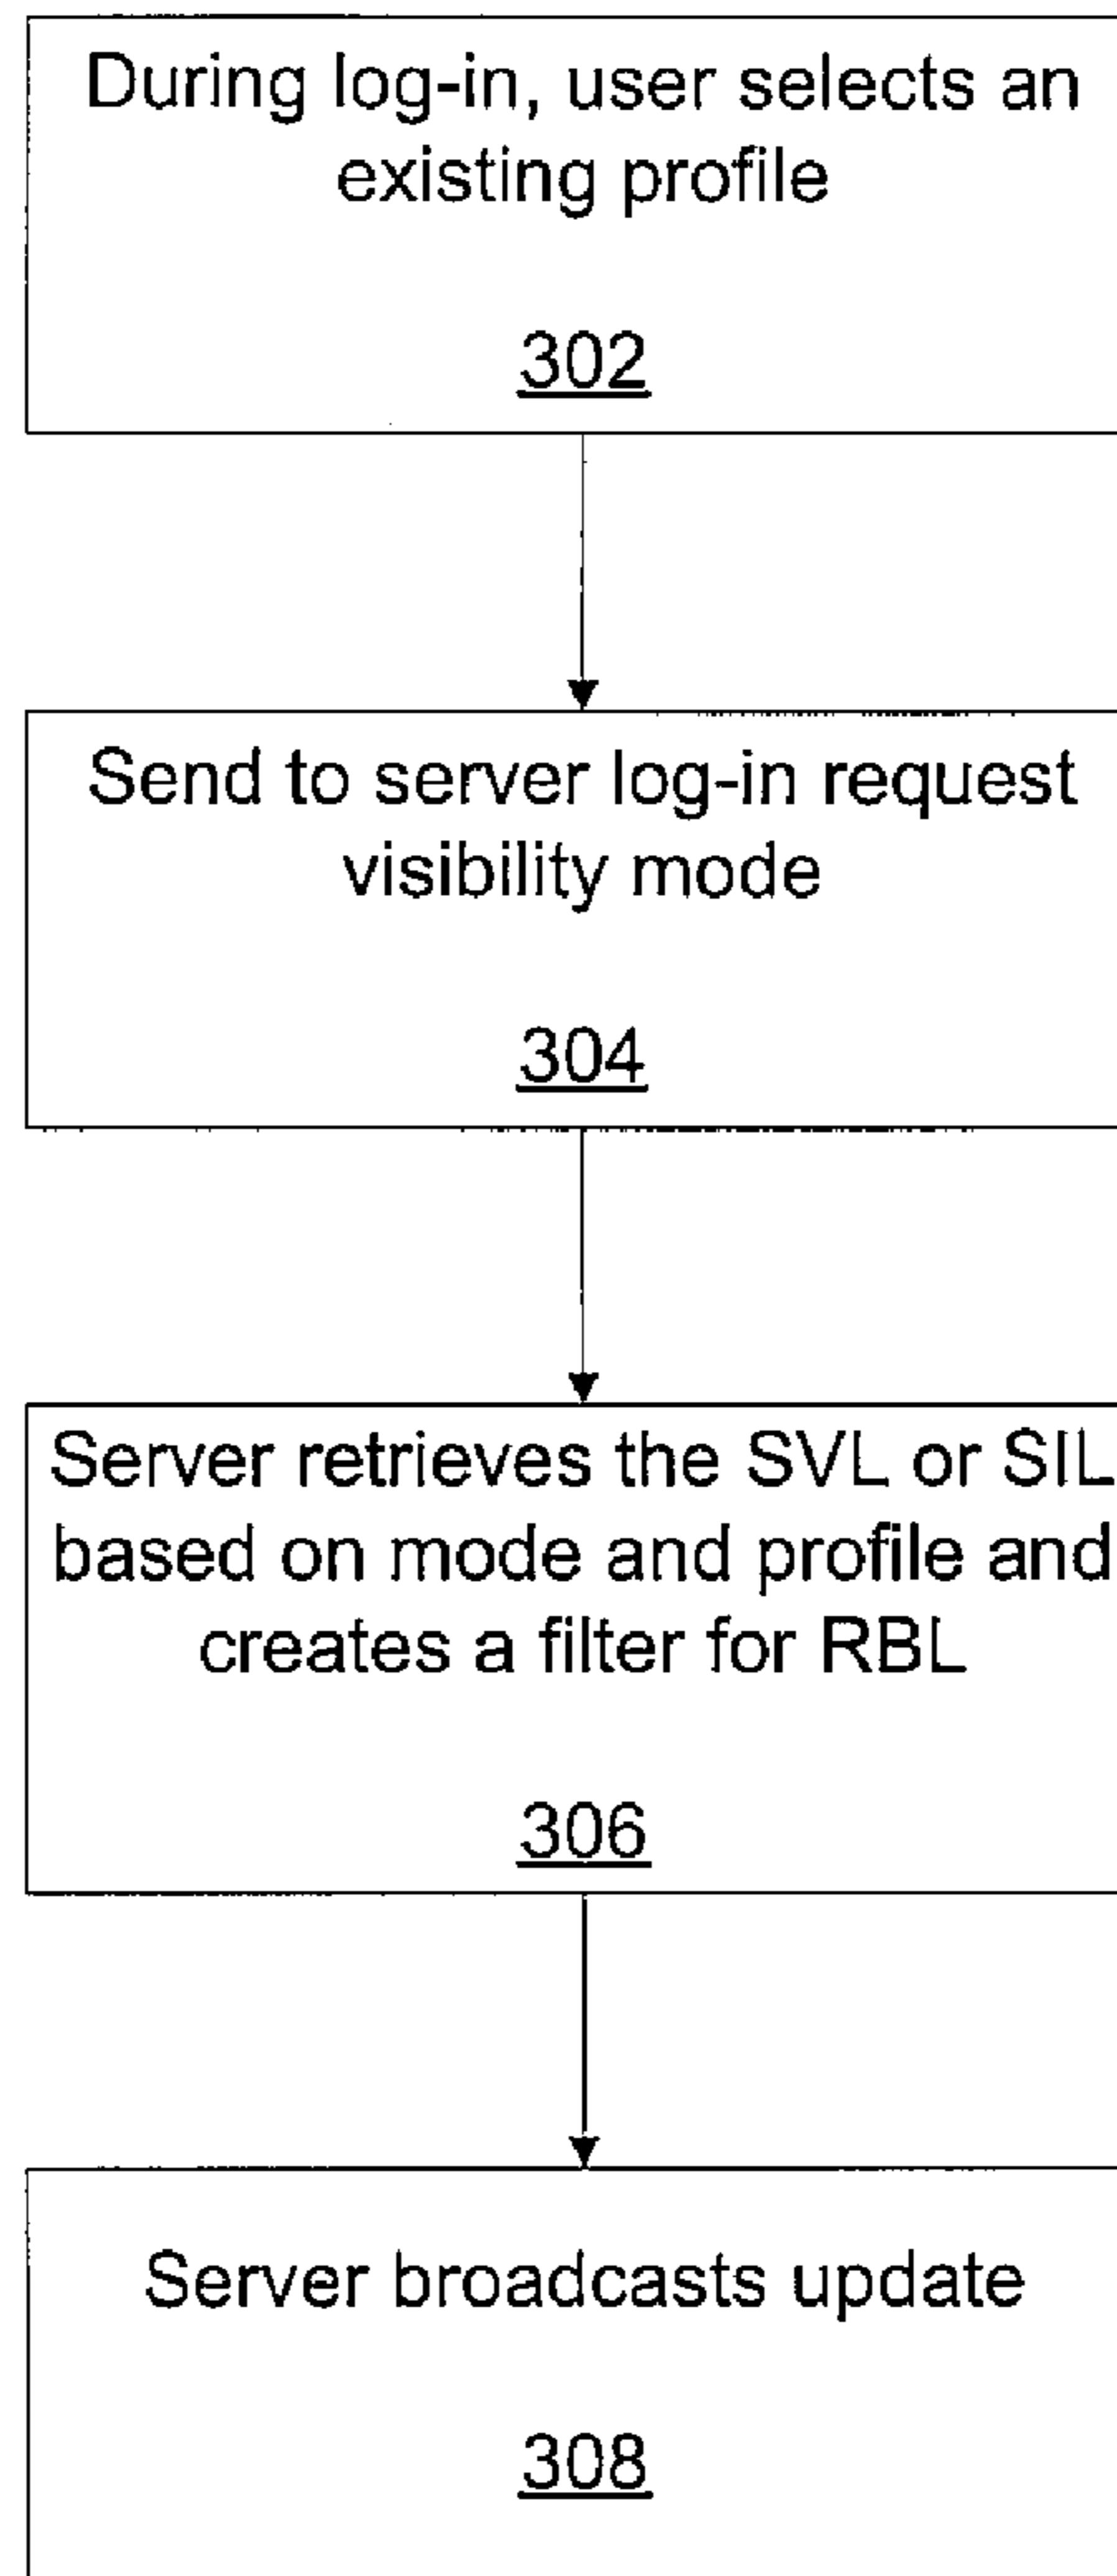 During log-in, user selects an
existing profile
302
Send to server log-in request
visibility mode
304
Server retrieves the SVL or SIL
based on mode and profile and
creates a filter for RBL
306
Server broadcasts update
308